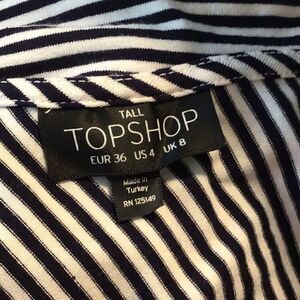 TALL
TOPSHOP
EUR 36 US 4 UK 8
Made in
Turkey
RN 125149